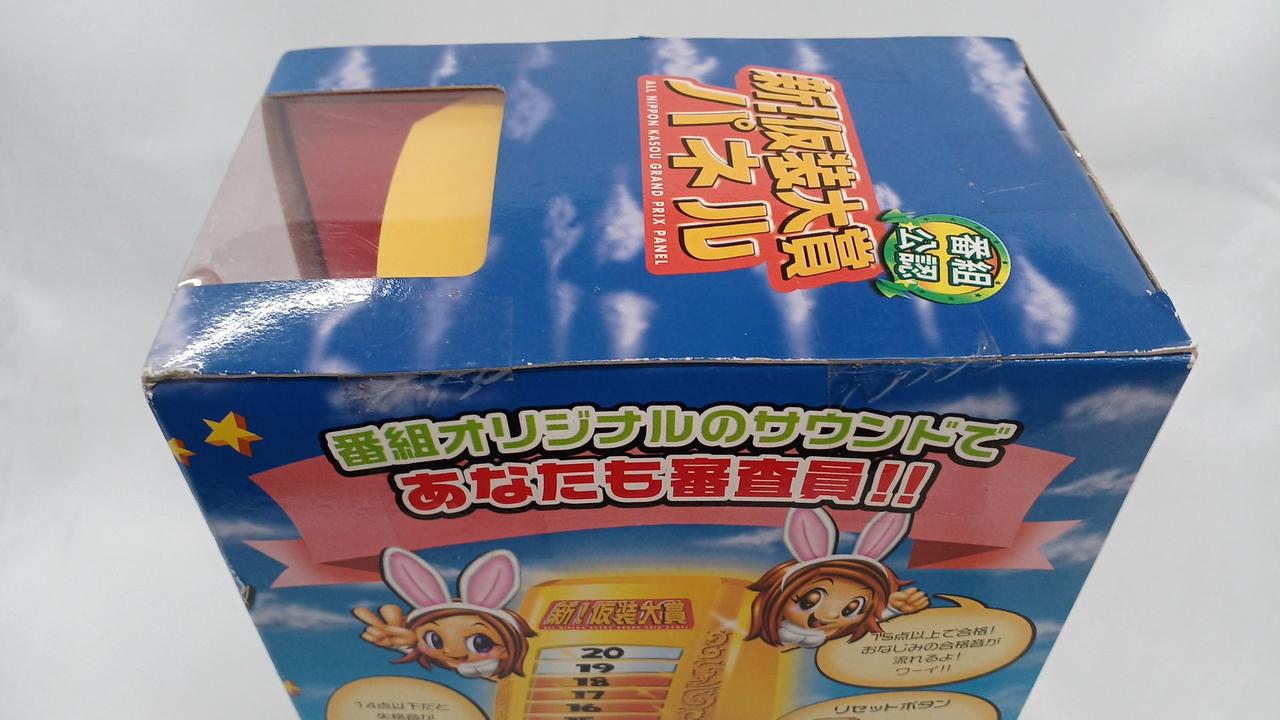 新!仮装大賞
パネル
ALL NIPPON KASOU GRAND PRIX PANEL
番組
公認
番組オリジナルのサウンドで
あなたも審査員!!
新!仮装大賞
20
19
18
17
16
15点以上で合格!
おなじみの合格音が
流れるよ!
ワーイ!!
14点以下だと
失格音が
リセットボタン